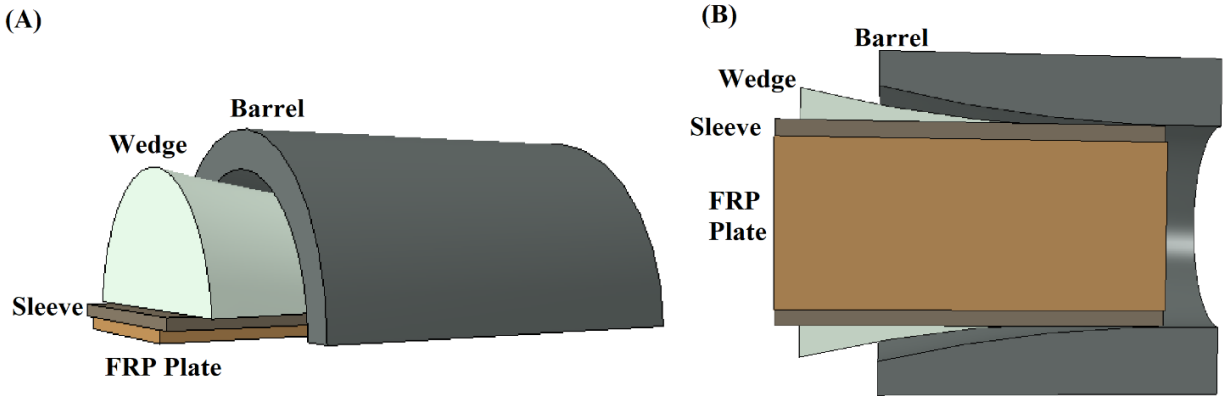 (A)
Barrel
Wedge
Sleeve
FRP Plate
(B)
Barrel
Wedge
Sleeve
FRP
Plate